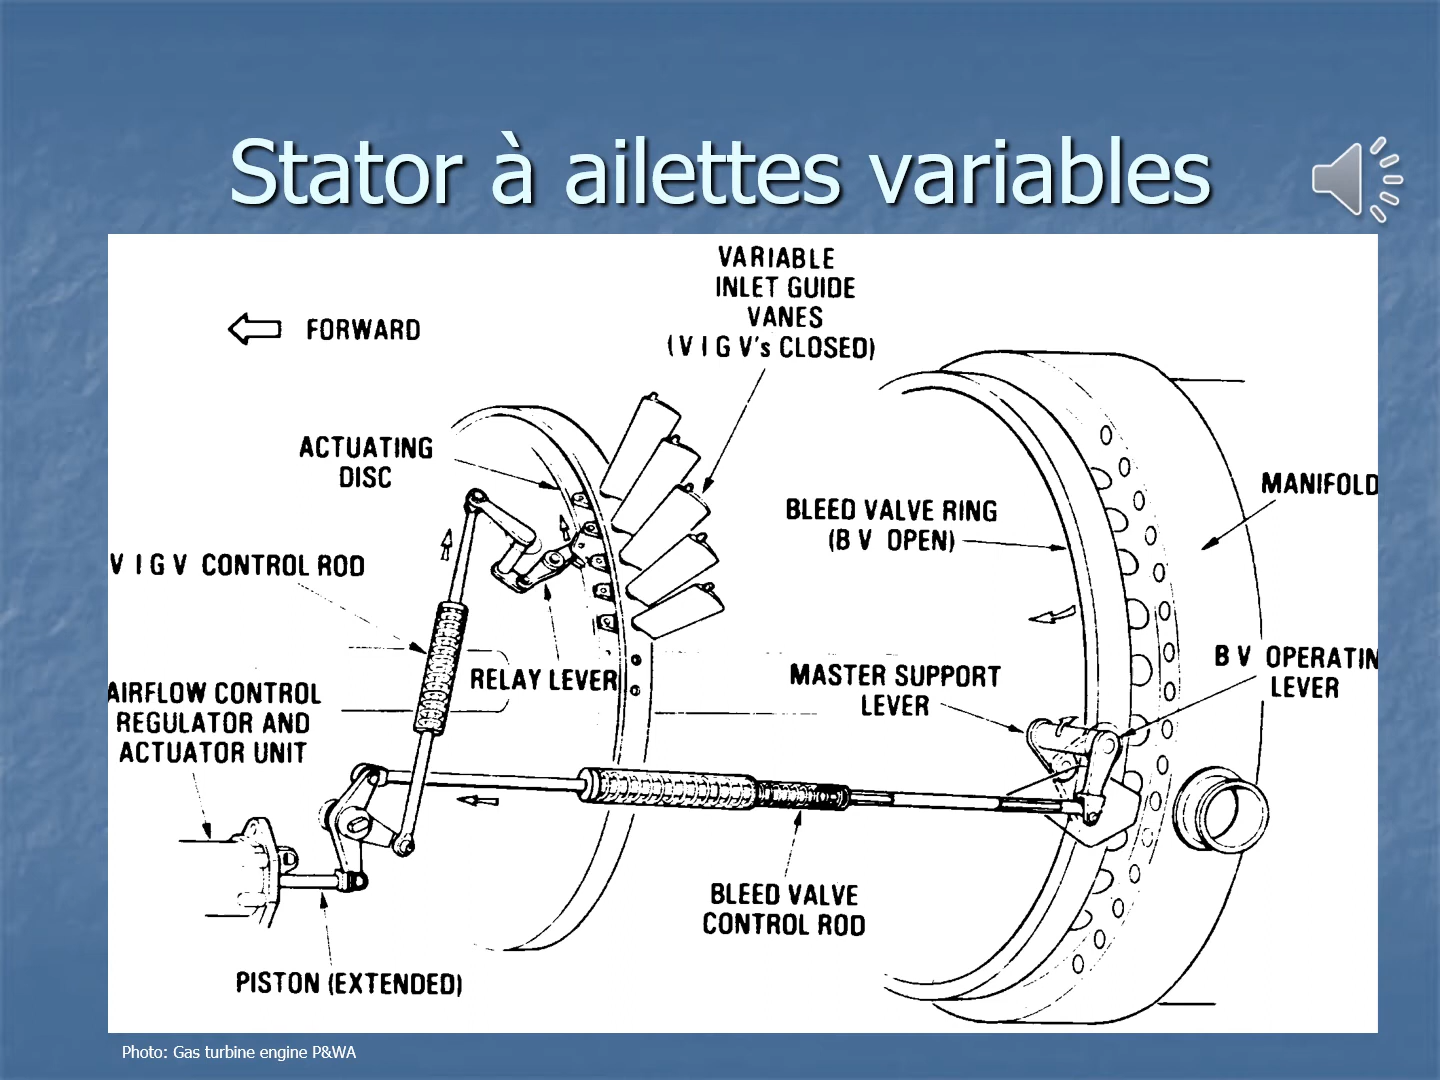 Stator à ailettes variables
VARIABLE
INLET GUIDE
VANES
(V I G V's CLOSED)
FORWARD
ACTUATING
DISC
MANIFOLD
BLEED VALVE RING
(B V OPEN)
V I G V CONTROL ROD
B V OPERATIN
LEVER
RELAY LEVER
MASTER SUPPORT
LEVER
AIRFLOW CONTROL
REGULATOR AND
ACTUATOR UNIT
BLEED VALVE
CONTROL ROD
PISTON (EXTENDED)
Photo: Gas turbine engine P&WA